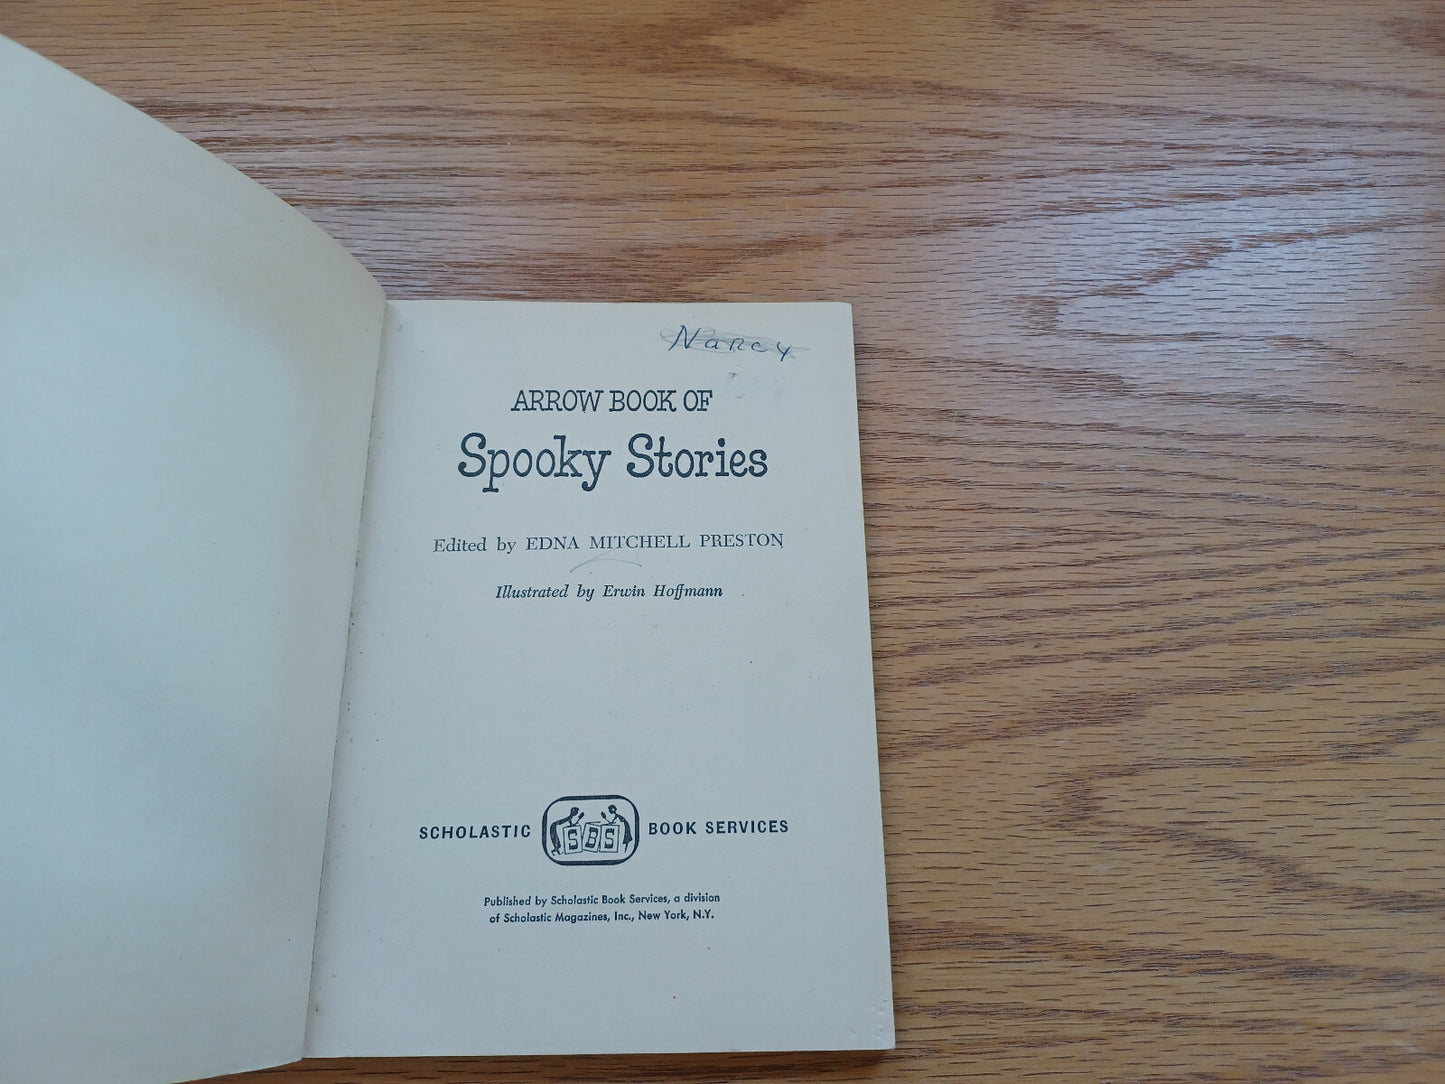 Nancy
ARROW BOOK OF
Spooky Stories
Edited by EDNA MITCHELL PRESTON
Illustrated by Erwin Hoffmann
SCHOLASTIC SBS BOOK SERVICES
Published by Scholastic Book Services, a division
of Scholastic Magazines, Inc., New York, N.Y.